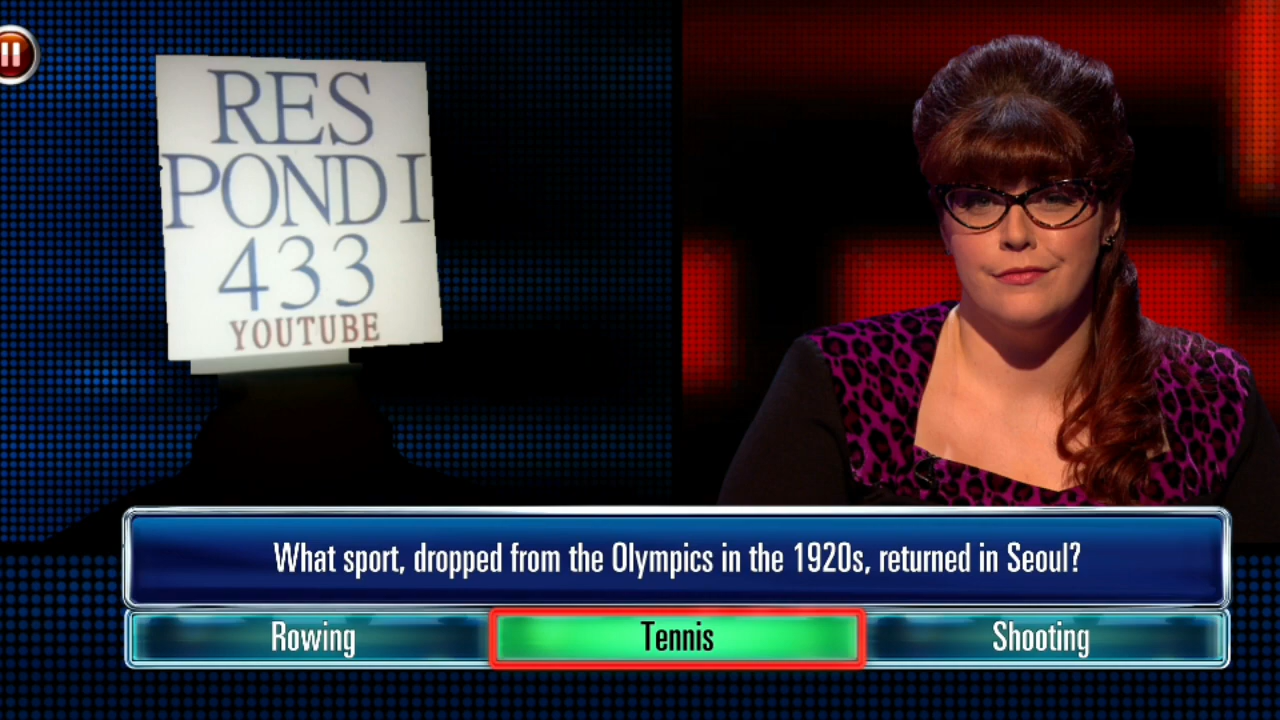 RES
POND I
433
YOUTUBE
What sport, dropped from the Olympics in the 1920s, returned in Seoul?
Rowing
Tennis
Shooting